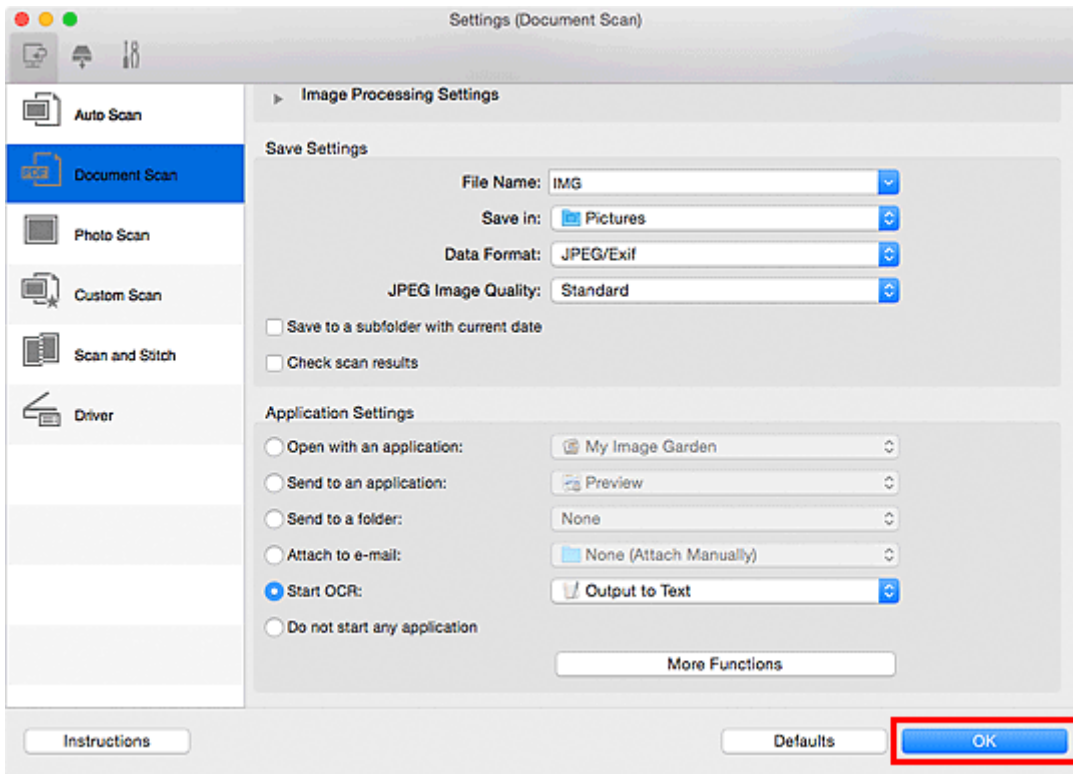 Settings (Document Scan)
Auto Scan
Document Scan
Photo Scan
Custom Scan
Scan and Stitch
Driver
Image Processing Settings
Save Settings
File Name: IMG
Save in: Pictures
Data Format: JPEG/Exif
JPEG Image Quality: Standard
Save to a subfolder with current date
Check scan results
Application Settings
Open with an application: My Image Garden
Send to an application: Preview
Send to a folder: None
Attach to e-mail: None (Attach Manually)
Start OCR: Output to Text
Do not start any application
More Functions
Instructions Defaults OK